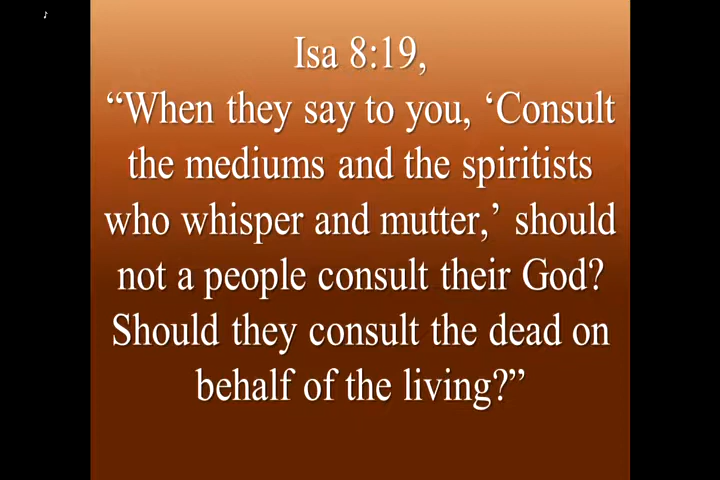 ♪
Isa 8:19,
“When they say to you, ‘Consult
the mediums and the spiritists
who whisper and mutter,’ should
not a people consult their God?
Should they consult the dead on
behalf of the living?”